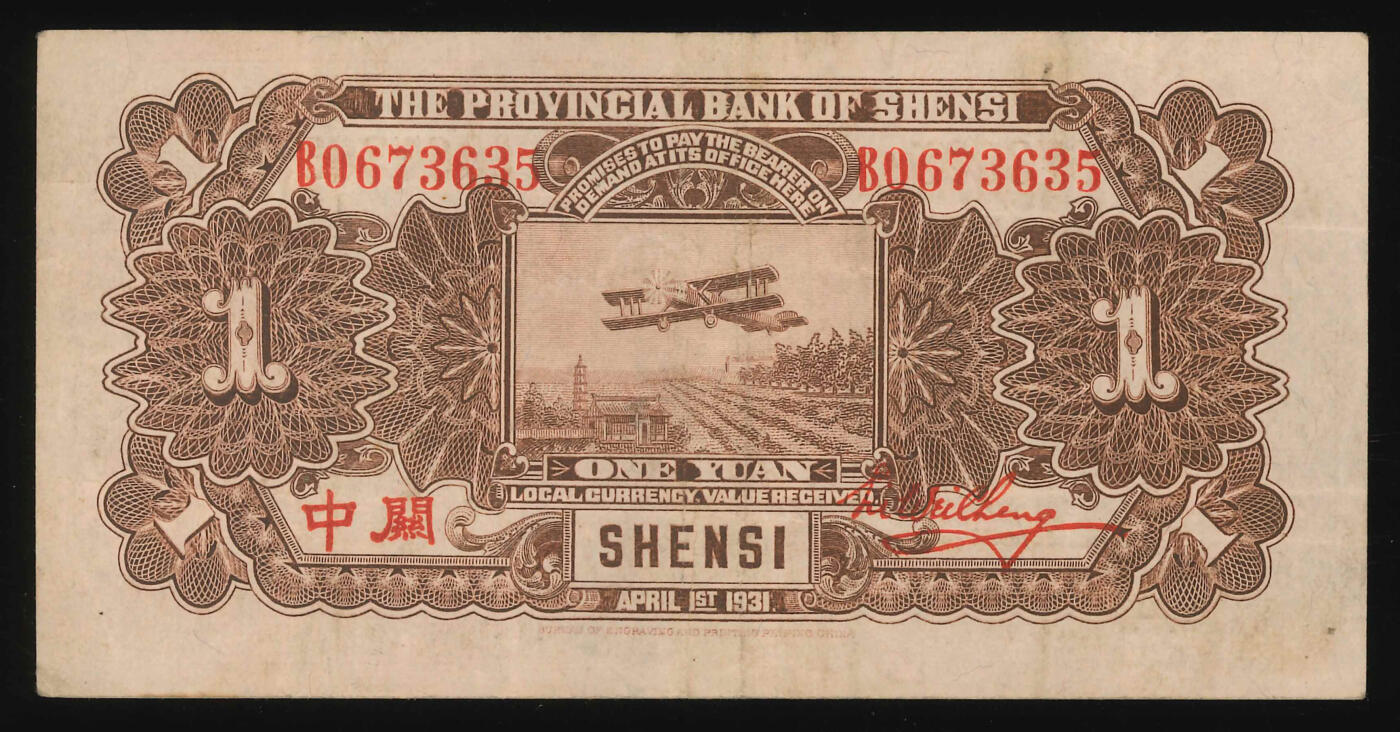 THE PROVINCIAL BANK OF SHENSI
B0673635 B0673635
PROMISES TO PAY THE BEARER ON
DEMAND AT ITS OFFICE HERE
1 1
ONE YUAN
LOCAL CURRENCY, VALUE RECEIVED.
中 關
SHENSI
APRIL 1ST 1931
BUREAU OF ENGRAVING AND PRINTING PEIPING, CHINA